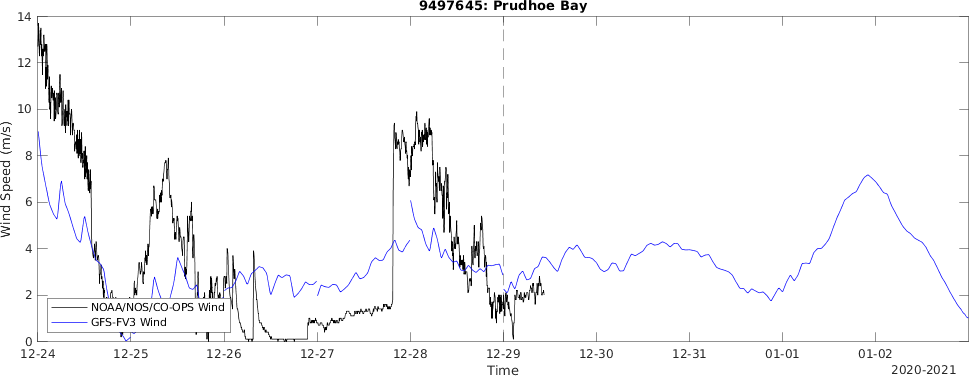 9497645: Prudhoe Bay
Wind Speed (m/s)
14
12
10
8
6
4
2
0
NOAA/NOS/CO-OPS Wind
GFS-FV3 Wind
12-24 12-25 12-26 12-27 12-28 12-29 12-30 12-31 01-01 01-02
Time
2020-2021